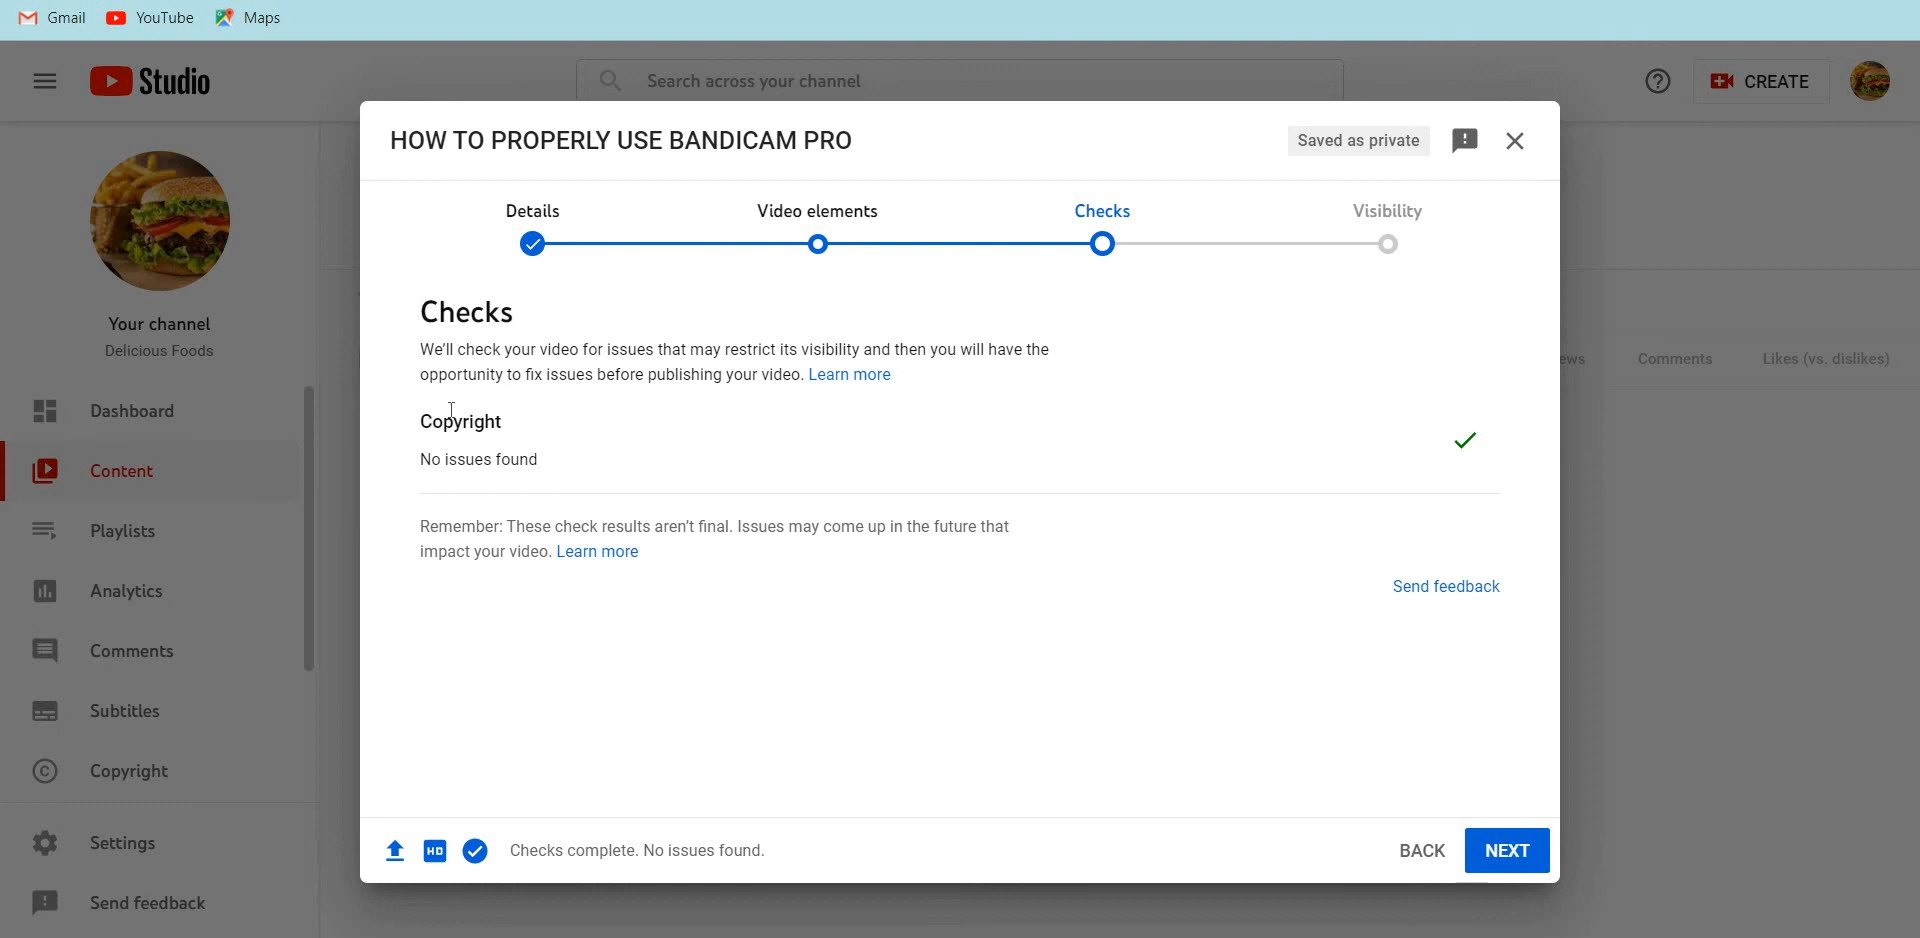 Gmail YouTube Maps
Studio
Search across your channel
CREATE
HOW TO PROPERLY USE BANDICAM PRO
Saved as private
Details Video elements Checks Visibility
Your channel
Delicious Foods
Dashboard
Content
Playlists
Analytics
Comments
Subtitles
Copyright
Settings
Send feedback
Checks
We'll check your video for issues that may restrict its visibility and then you will have the
opportunity to fix issues before publishing your video. Learn more
Copyright
No issues found
Remember: These check results aren't final. Issues may come up in the future that
impact your video. Learn more
Send feedback
Comments Likes (vs. dislikes)
HD
Checks complete. No issues found.
BACK NEXT